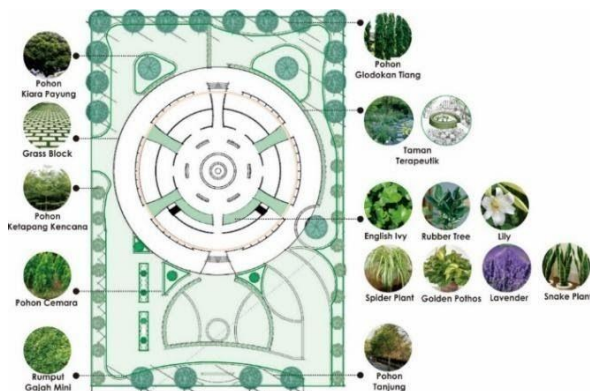 Pohon
Kiara Payung
Grass Block
Pohon
Ketapang Kencana
Pohon Cemara
Rumput
Gajah Mini
Pohon
Glodokan Tiang
Taman
Terapeutik
English Ivy
Rubber Tree
Lily
Spider Plant
Golden Pothos
Lavender
Snake Plant
Pohon
Tanjung